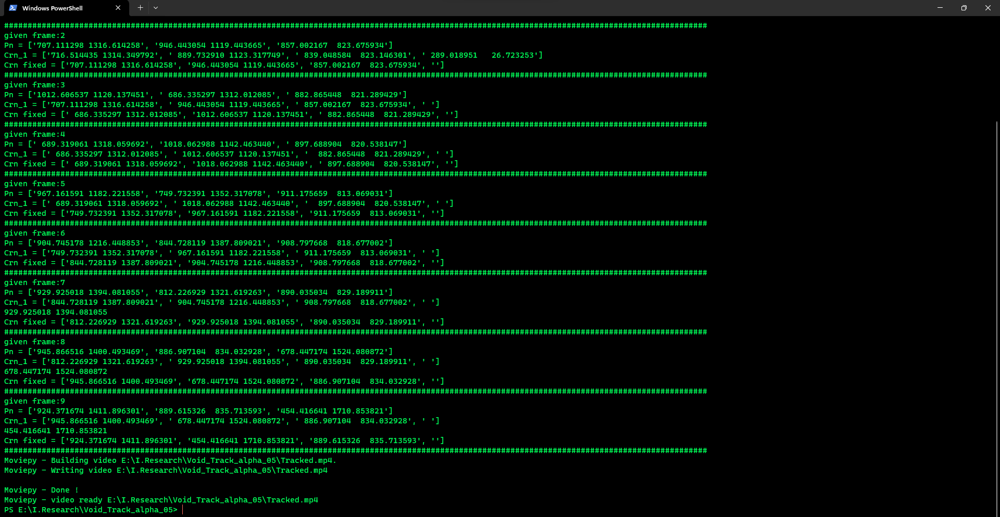 Windows PowerShell
######################################################################################################################################################
given frame:2
Pn = ['707.111298 1316.614258', '946.443054 1119.443665', '857.002167  823.675934']
Crn_1 = ['716.514435 1314.349792', ' 889.732910 1123.317749', ' 839.048584  823.146301', ' 289.018951   26.723253']
Crn fixed = ['707.111298 1316.614258', '946.443054 1119.443665', '857.002167  823.675934', '']
######################################################################################################################################################
given frame:3
Pn = ['1012.606537 1120.137451', ' 686.335297 1312.012085', ' 882.865448  821.289429']
Crn_1 = ['707.111298 1316.614258', ' 946.443054 1119.443665', ' 857.002167  823.675934', ' ']
Crn fixed = [' 686.335297 1312.012085', '1012.606537 1120.137451', ' 882.865448  821.289429', '']
######################################################################################################################################################
given frame:4
Pn = [' 689.319061 1318.059692', '1018.062988 1142.463440', ' 897.688904  820.538147']
Crn_1 = [' 686.335297 1312.012085', ' 1012.606537 1120.137451', '  882.865448  821.289429', ' ']
Crn fixed = [' 689.319061 1318.059692', '1018.062988 1142.463440', ' 897.688904  820.538147', '']
######################################################################################################################################################
given frame:5
Pn = ['967.161591 1182.221558', '749.732391 1352.317078', '911.175659  813.069031']
Crn_1 = [' 689.319061 1318.059692', ' 1018.062988 1142.463440', '  897.688904  820.538147', ' ']
Crn fixed = ['749.732391 1352.317078', '967.161591 1182.221558', '911.175659  813.069031', '']
######################################################################################################################################################
given frame:6
Pn = ['904.745178 1216.448853', '844.728119 1387.809021', '908.797668  818.677002']
Crn_1 = ['749.732391 1352.317078', ' 967.161591 1182.221558', ' 911.175659  813.069031', ' ']
Crn fixed = ['844.728119 1387.809021', '904.745178 1216.448853', '908.797668  818.677002', '']
######################################################################################################################################################
given frame:7
Pn = ['929.925018 1394.081055', '812.226929 1321.619263', '890.035034  829.189911']
Crn_1 = ['844.728119 1387.809021', ' 904.745178 1216.448853', ' 908.797668  818.677002', ' ']
929.925018 1394.081055
Crn fixed = ['812.226929 1321.619263', '929.925018 1394.081055', '890.035034  829.189911', '']
######################################################################################################################################################
given frame:8
Pn = ['945.866516 1400.493469', '886.907104  834.032928', '678.447174 1524.080872']
Crn_1 = ['812.226929 1321.619263', ' 929.925018 1394.081055', ' 890.035034  829.189911', ' ']
678.447174 1524.080872
Crn fixed = ['945.866516 1400.493469', '678.447174 1524.080872', '886.907104  834.032928', '']
######################################################################################################################################################
given frame:9
Pn = ['924.371674 1411.896301', '889.615326  835.713593', '454.416641 1710.853821']
Crn_1 = ['945.866516 1400.493469', ' 678.447174 1524.080872', ' 886.907104  834.032928', ' ']
454.416641 1710.853821
Crn fixed = ['924.371674 1411.896301', '454.416641 1710.853821', '889.615326  835.713593', '']
######################################################################################################################################################
Moviepy - Building video E:\I.Research\Void_Track_alpha_05\Tracked.mp4.
Moviepy - Writing video E:\I.Research\Void_Track_alpha_05\Tracked.mp4
Moviepy - Done !
Moviepy - video ready E:\I.Research\Void_Track_alpha_05\Tracked.mp4
PS E:\I.Research\Void_Track_alpha_05>